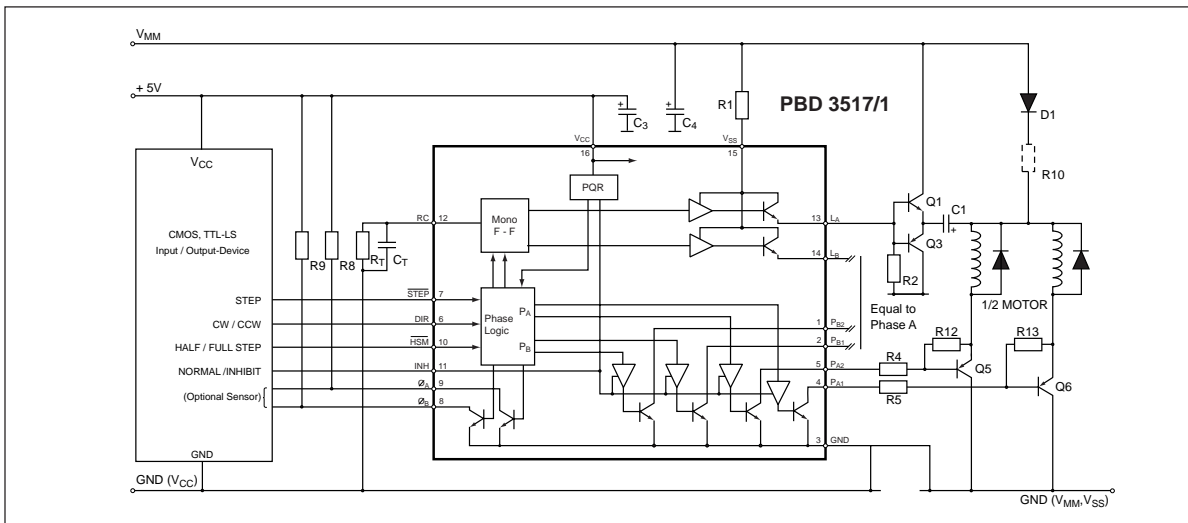 VMM
+ 5V
PBD 3517/1
R1
C3
C4
D1
R10
VCC
16
VSS
15
VCC
CMOS, TTL-LS
Input / Output-Device
R9
R8
RT
CT
RC
12
Mono
F - F
PQR
13
LA
14
LB
Q1
Q3
C1
R2
Equal to
Phase A
1/2 MOTOR
STEP
STEP
7
CW / CCW
DIR
6
HALF / FULL STEP
HSM
10
NORMAL /INHIBIT
INH
11
ØA
9
(Optional Sensor)
ØB
8
Phase
Logic
PA
PB
1
PB2
2
PB1
5
PA2
4
PA1
3
GND
R4
R5
R12
R13
Q5
Q6
GND
GND (VCC)
GND (VMM,VSS)